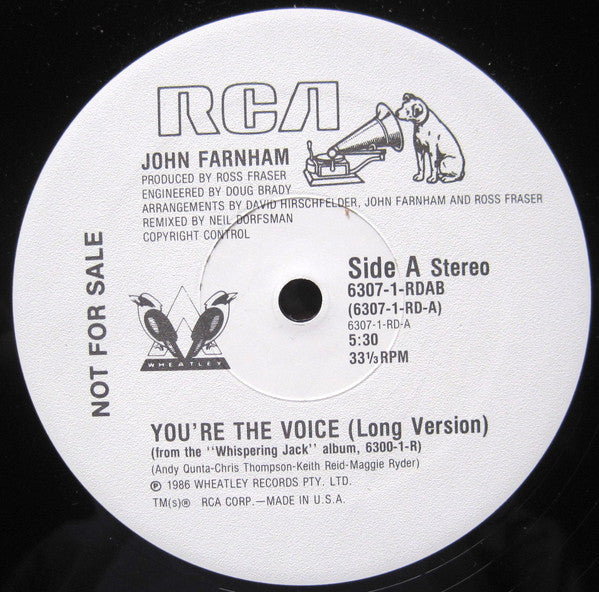 RCA
JOHN FARNHAM
PRODUCED BY ROSS FRASER
ENGINEERED BY DOUG BRADY
ARRANGEMENTS BY DAVID HIRSCHFELDER, JOHN FARNHAM AND ROSS FRASER
REMIXED BY NEIL DORFSMAN
COPYRIGHT CONTROL
NOT FOR SALE
WHEATLEY
Side A Stereo
6307-1-RDAB
(6307-1-RD-A)
6307-1-RD-A
5:30
33⅓ RPM
YOU'RE THE VOICE (Long Version)
(from the "Whispering Jack" album, 6300-1-R)
(Andy Qunta-Chris Thompson-Keith Reid-Maggie Ryder)
℗ 1986 WHEATLEY RECORDS PTY. LTD.
TM(s)® RCA CORP.—MADE IN U.S.A.